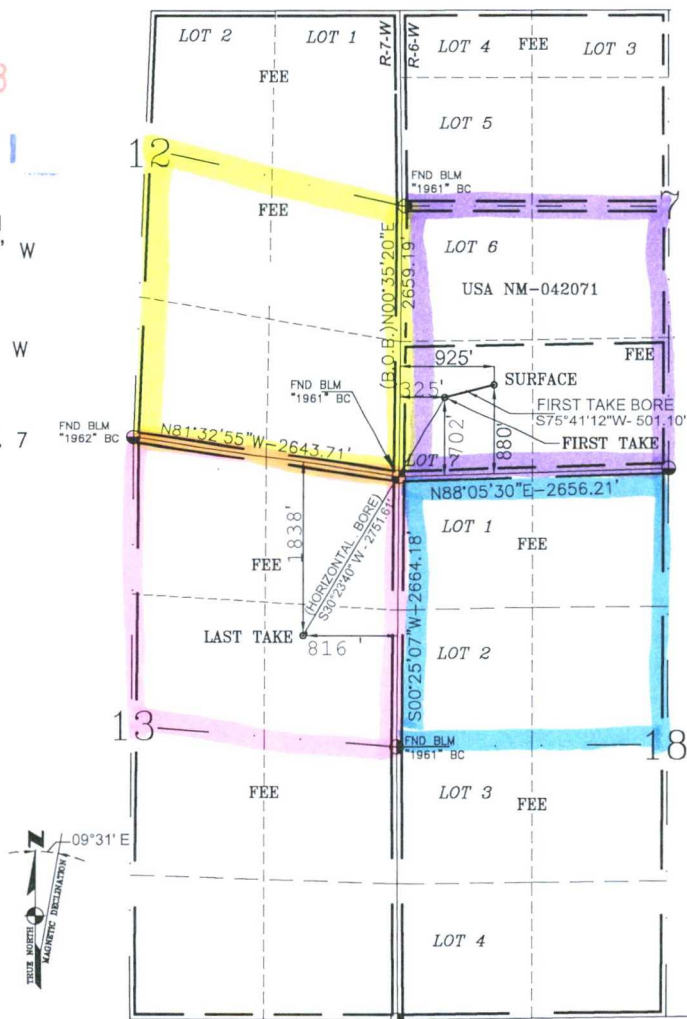 LOT 2
LOT 1
R-7-W
R-6-W
LOT 4
FEE
LOT 3
FEE
LOT 5
12
FND BLM
"1961" BC
7
FEE
LOT 6
W
USA NM-042071
(B.O.B.)N00°35'20"E
2659.19'
W
925'
FEE
325'
SURFACE
FND BLM
"1961" BC
FIRST TAKE BORE
S75°41'12"W- 501.10'
702'
880'
FIRST TAKE
FND BLM
"1962" BC
7
N81°32'55"W-2643.71'
LOT 7
N88°05'30"E-2656.21'
1838'
(HORIZONTAL BORE)
S30°23'40"W - 2751.61'
LOT 1
FEE
FEE
S00°25'07"W-2664.18'
LAST TAKE
816 '
LOT 2
13
FND BLM
"1961" BC
18
FEE
LOT 3
FEE
09°31' E
N
TRUE NORTH
MAGNETIC DECLINATION
LOT 4